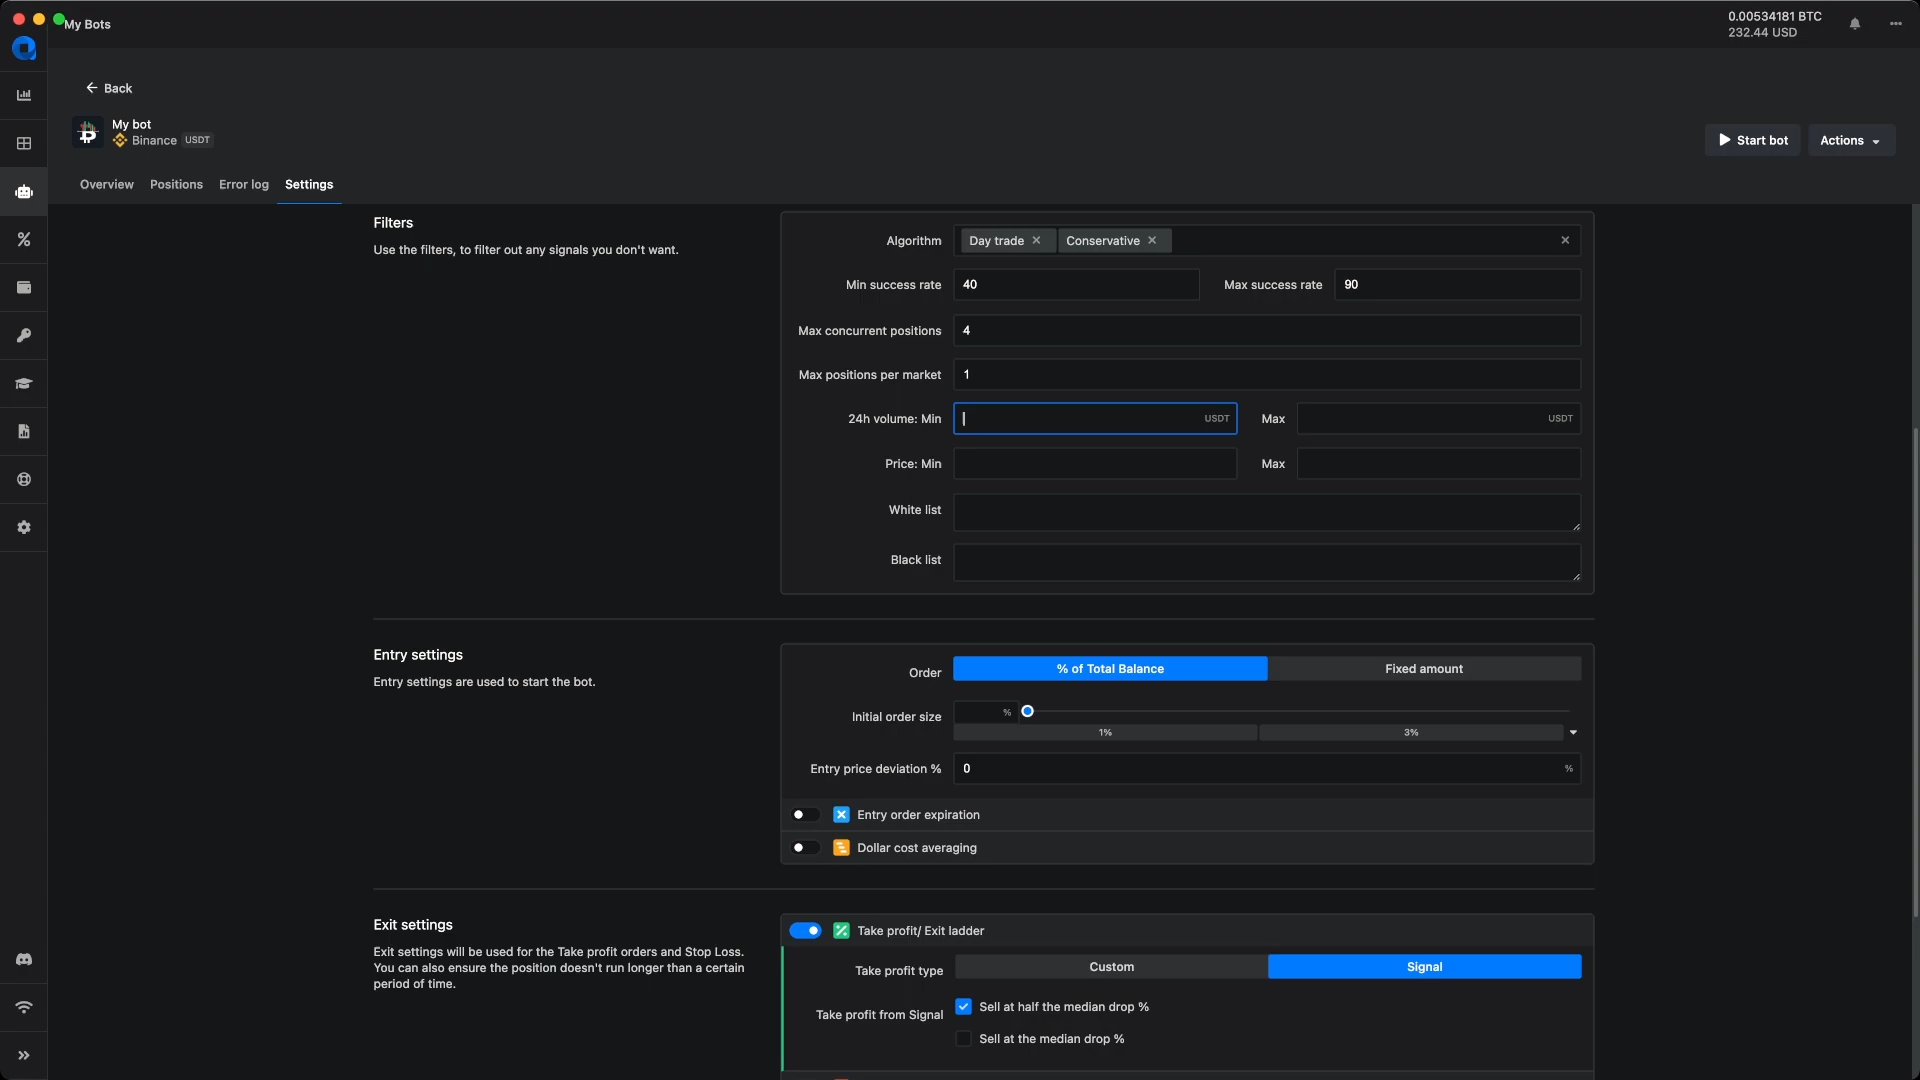 My Bots
0.00534181 BTC
232.44 USD
Back
My bot
Binance USDT
Start bot
Actions
Overview Positions Error log Settings
Filters
Use the filters, to filter out any signals you don't want.
Algorithm Day trade Conservative
Min success rate 40 Max success rate 90
Max concurrent positions 4
Max positions per market 1
24h volume: Min USDT Max USDT
Price: Min Max
White list
Black list
Entry settings
Entry settings are used to start the bot.
Order % of Total Balance Fixed amount
Initial order size %
1% 3%
Entry price deviation % 0 %
Entry order expiration
Dollar cost averaging
Exit settings
Exit settings will be used for the Take profit orders and Stop Loss.
You can also ensure the position doesn't run longer than a certain
period of time.
Take profit/ Exit ladder
Take profit type Custom Signal
Take profit from Signal Sell at half the median drop %
Sell at the median drop %